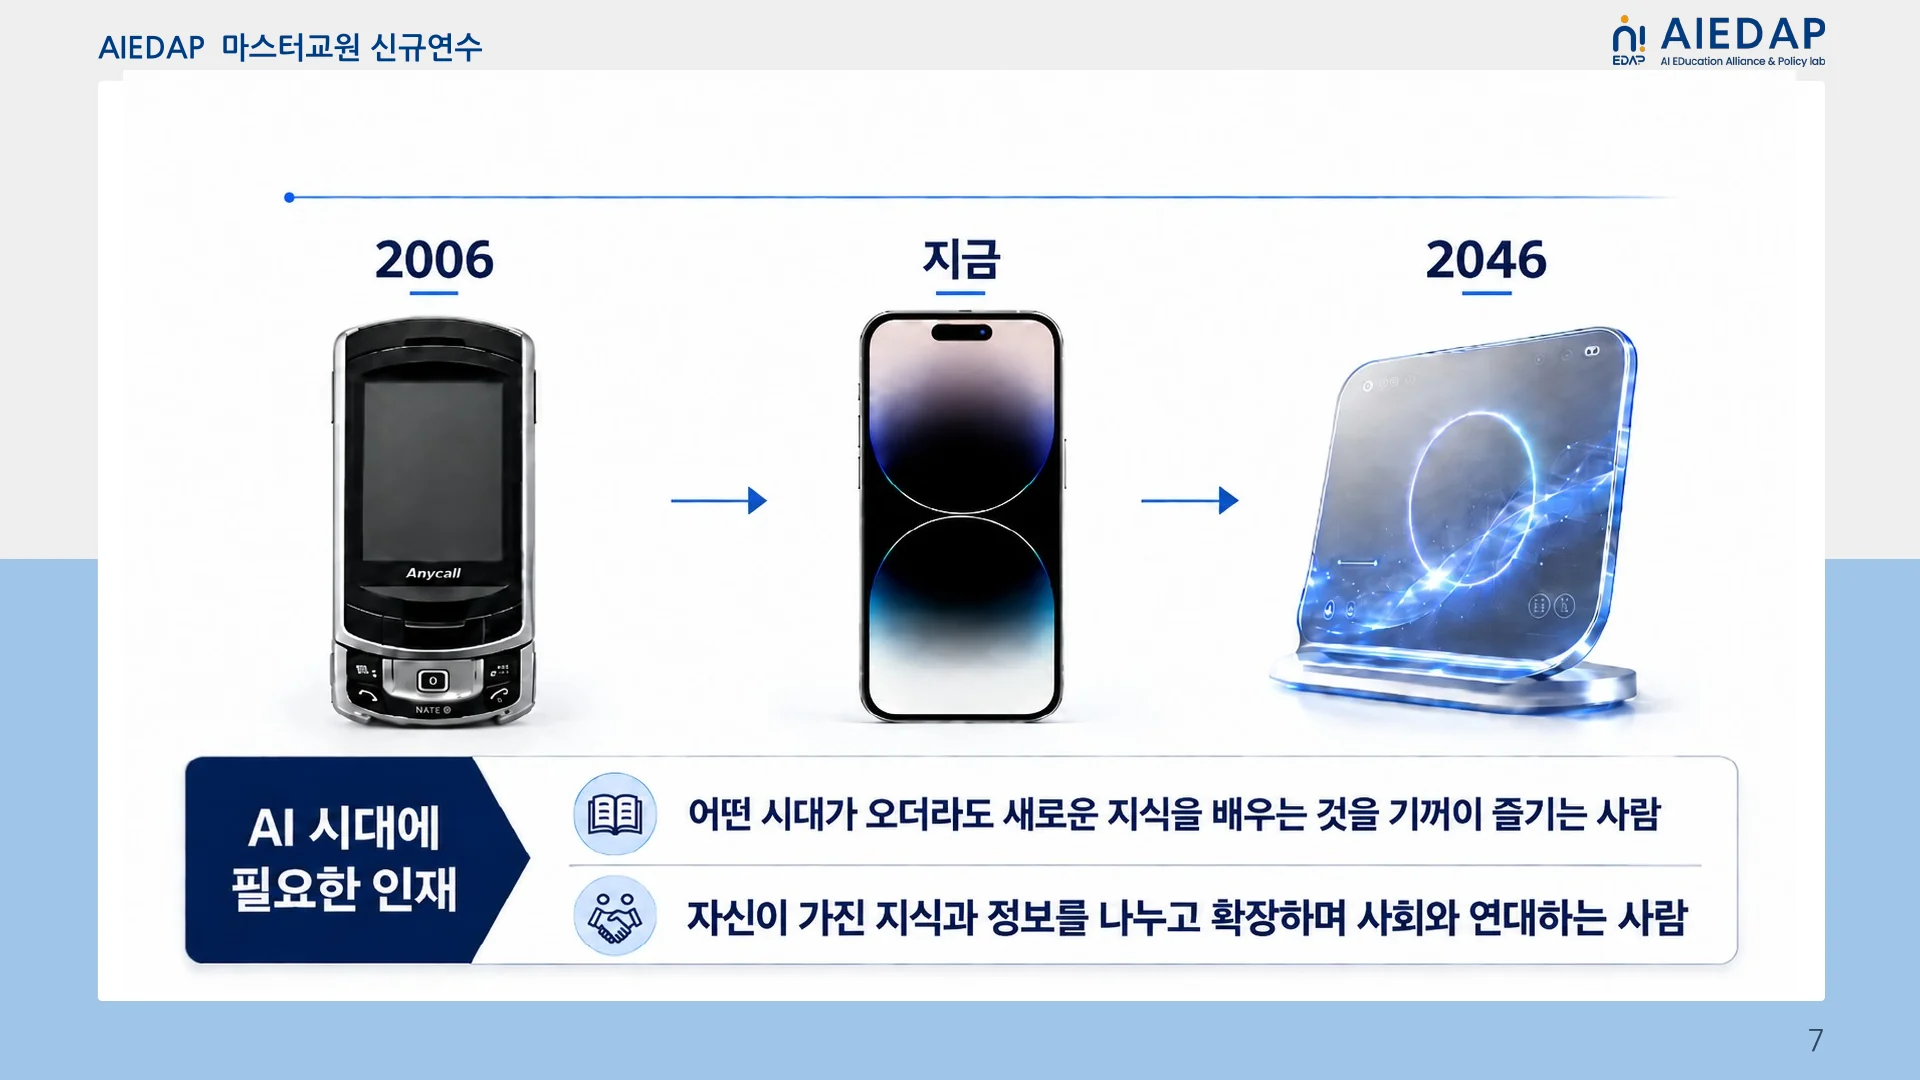 AIEDAP 마스터교원 신규연수
EDAP
AIEDAP
AI EDucation Alliance & Policy lab
2006
지금
2046
Anycall
NATE
AI 시대에
필요한 인재
어떤 시대가 오더라도 새로운 지식을 배우는 것을 기꺼이 즐기는 사람
자신이 가진 지식과 정보를 나누고 확장하며 사회와 연대하는 사람
7